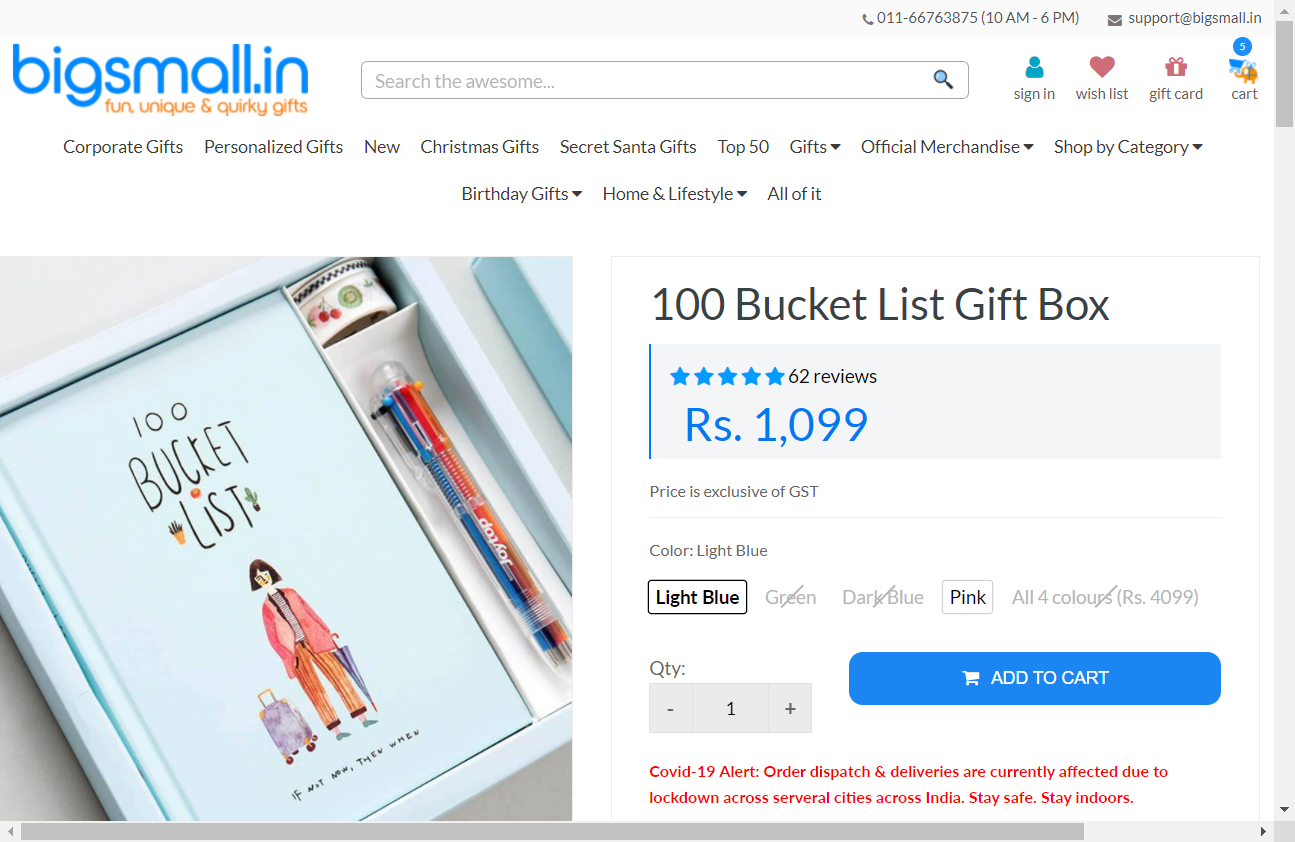 011-66763875 (10 AM - 6 PM) support@bigsmall.in
bigsmall.in
fun, unique & quirky gifts
Search the awesome...
5
sign in wish list gift card cart
Corporate Gifts Personalized Gifts New Christmas Gifts Secret Santa Gifts Top 50 Gifts Official Merchandise Shop by Category
Birthday Gifts Home & Lifestyle All of it
100
BUCKET
LIST
Joytop
IF NOT NOW, THEN WHEN
100 Bucket List Gift Box
62 reviews
Rs. 1,099
Price is exclusive of GST
Color: Light Blue
Light Blue Green Dark Blue Pink All 4 colours (Rs. 4099)
Qty:
- 1 +
ADD TO CART
Covid-19 Alert: Order dispatch & deliveries are currently affected due to
lockdown across serveral cities across India. Stay safe. Stay indoors.